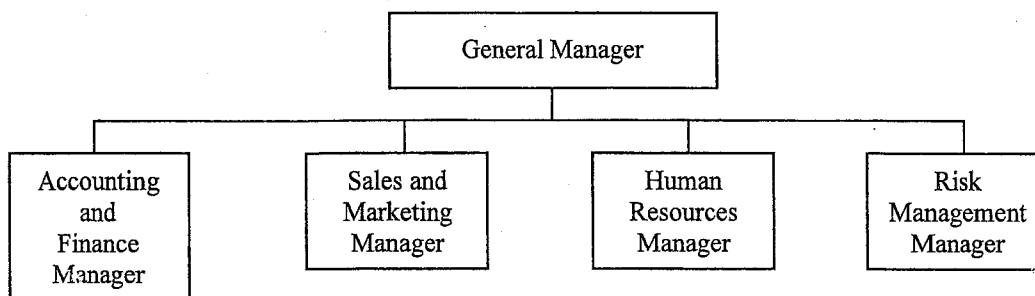 General Manager
Accounting
and
Finance
Manager
Sales and
Marketing
Manager
Human
Resources
Manager
Risk
Management
Manager